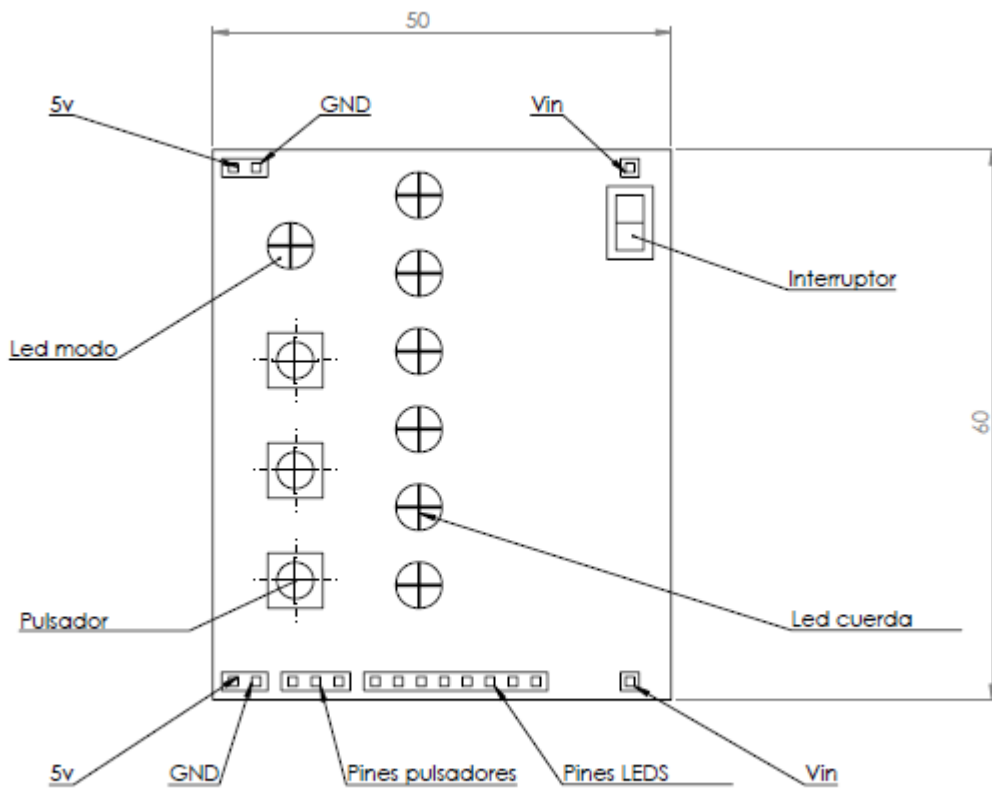 50
5v
GND
Vin
Interruptor
Led modo
60
Pulsador
Led cuerda
5v
GND
Pines pulsadores
Pines LEDS
Vin